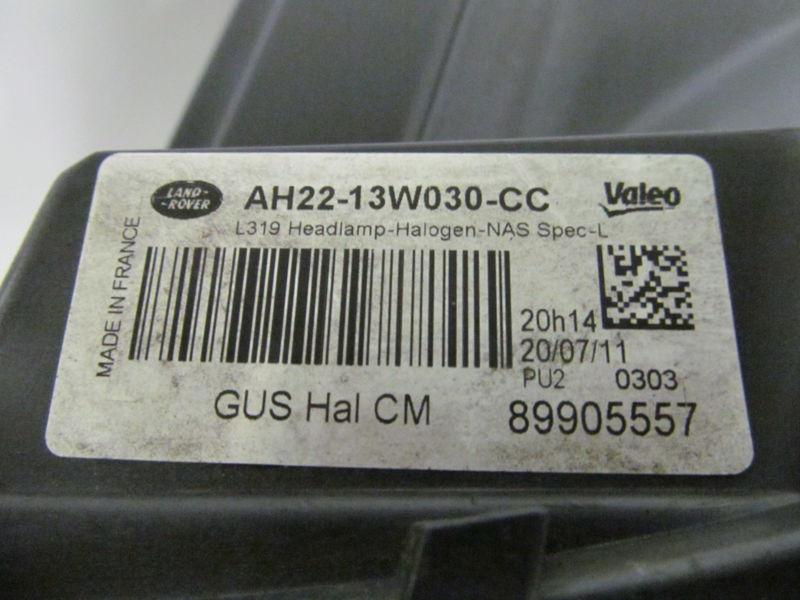 LAND-
-ROVER
AH22-13W030-CC
Valeo
L319 Headlamp-Halogen-NAS Spec-L
MADE IN FRANCE
20h14
20/07/11
PU2 0303
GUS Hal CM
89905557